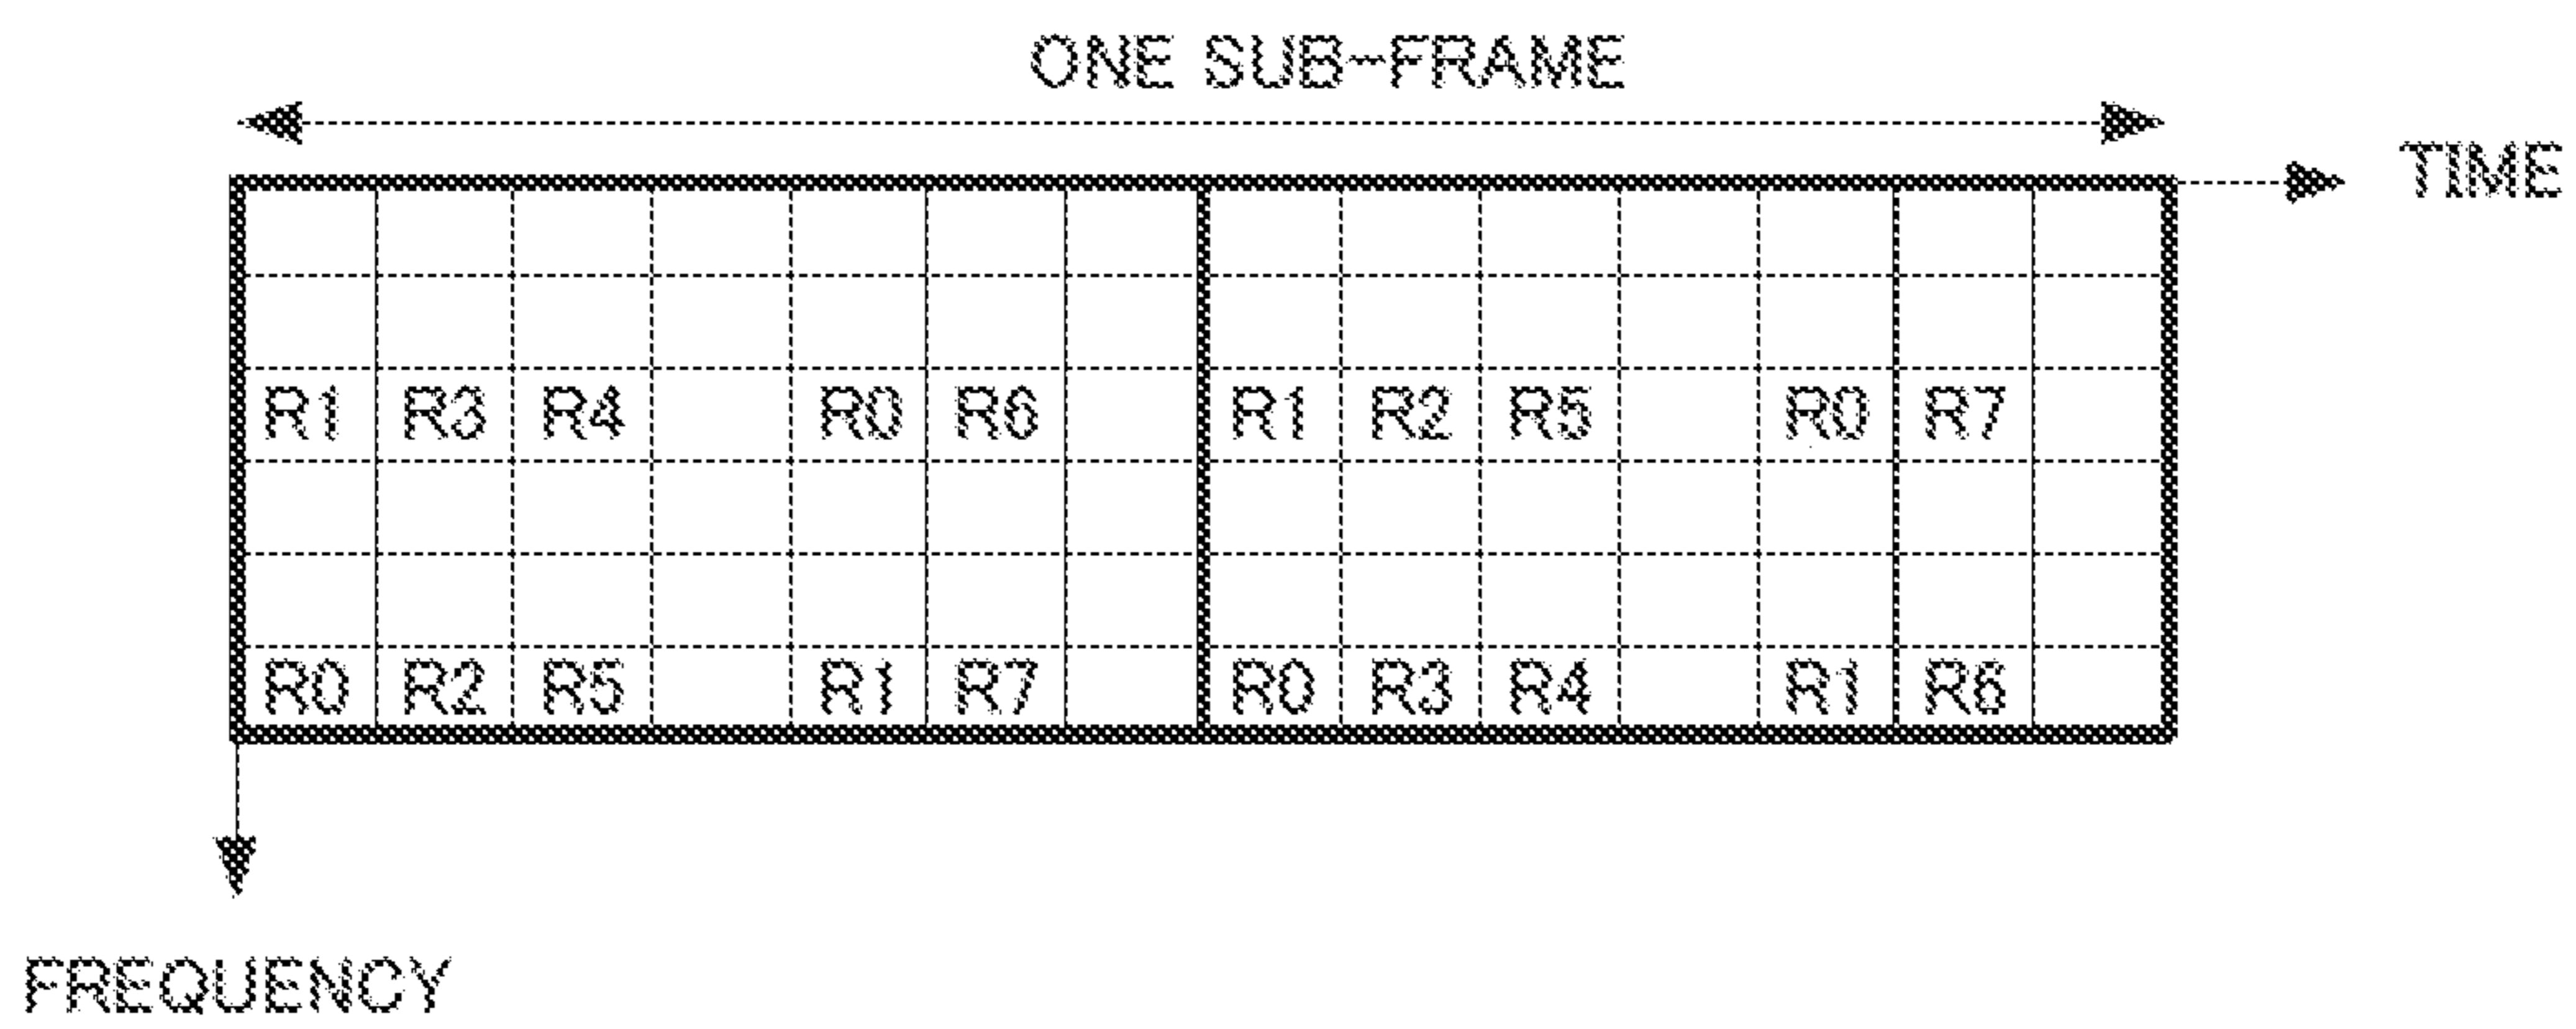 ONE SUB-FRAME
TIME
R1 R3 R4 R0 R6 R1 R2 R5 R0 R7
R0 R2 R5 R1 R7 R0 R3 R4 R1 R6
FREQUENCY